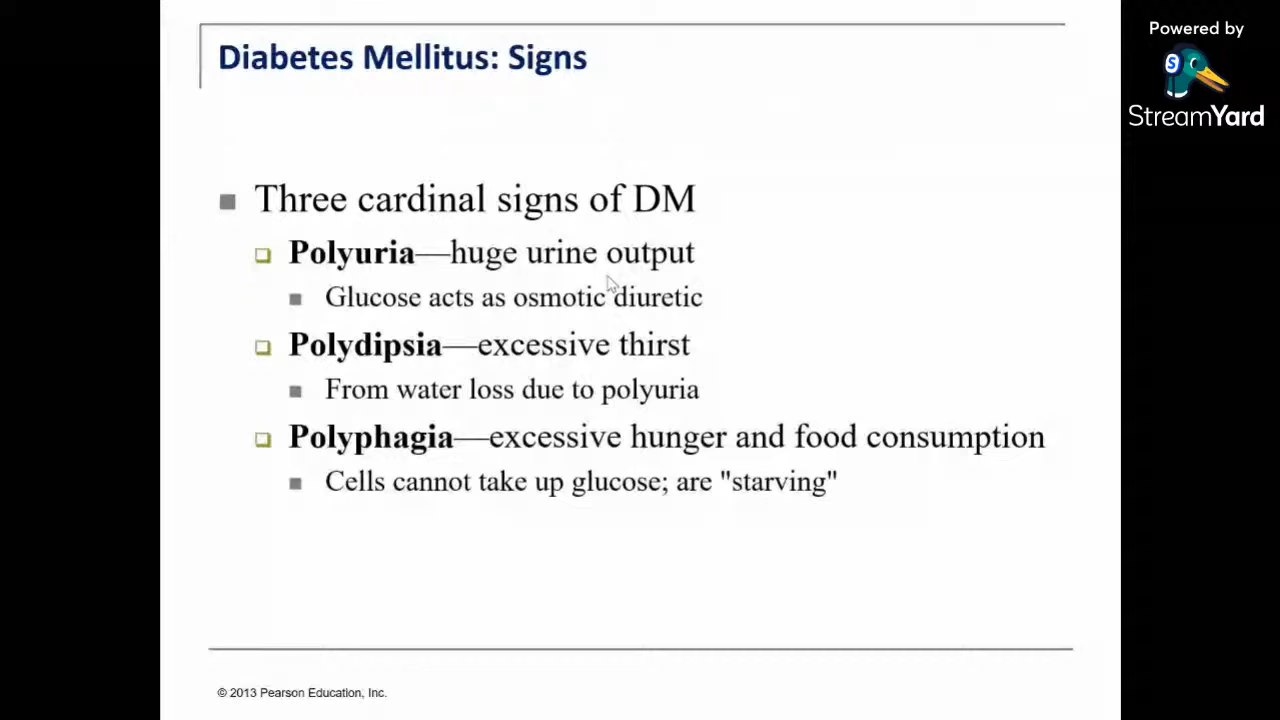 Diabetes Mellitus: Signs
Powered by
S
StreamYard
Three cardinal signs of DM
Polyuria—huge urine output
Glucose acts as osmotic diuretic
Polydipsia—excessive thirst
From water loss due to polyuria
Polyphagia—excessive hunger and food consumption
Cells cannot take up glucose; are "starving"
© 2013 Pearson Education, Inc.